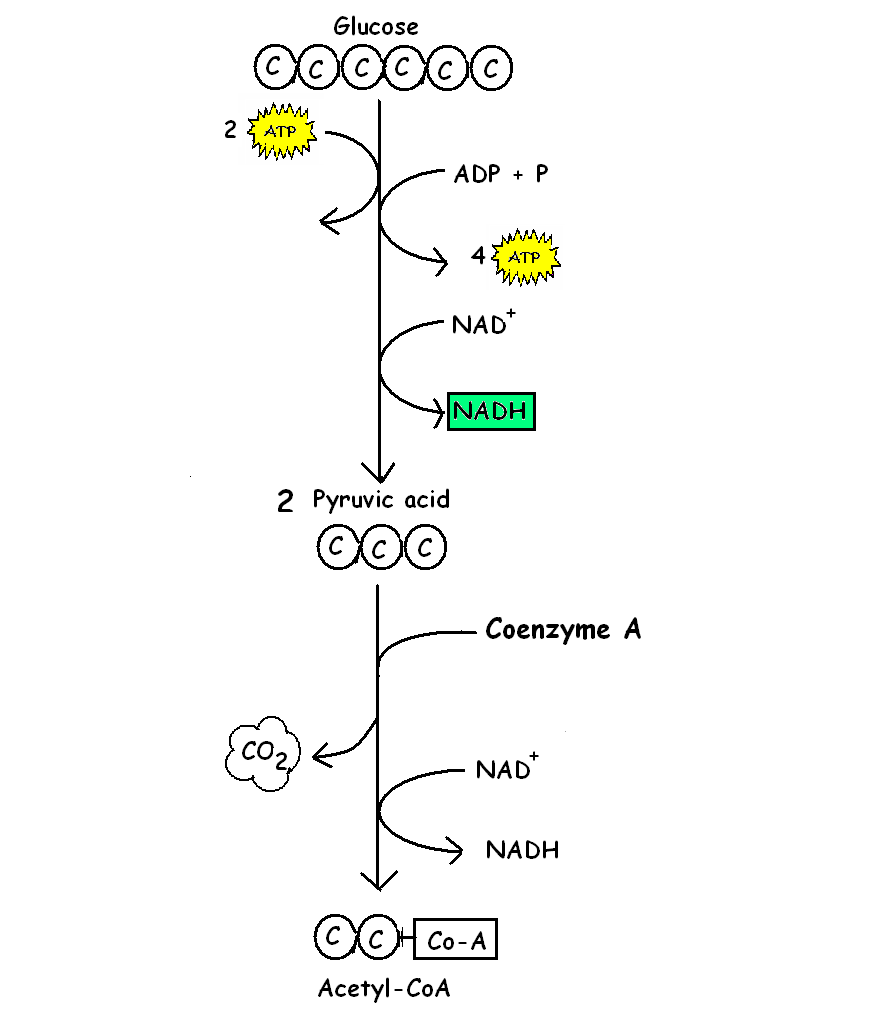 Glucose
C C C C C C
2 ATP
ADP + P
4 ATP
NAD+
NADH
2 Pyruvic acid
C C C
Coenzyme A
CO2
NAD+
NADH
C C Co-A
Acetyl-CoA